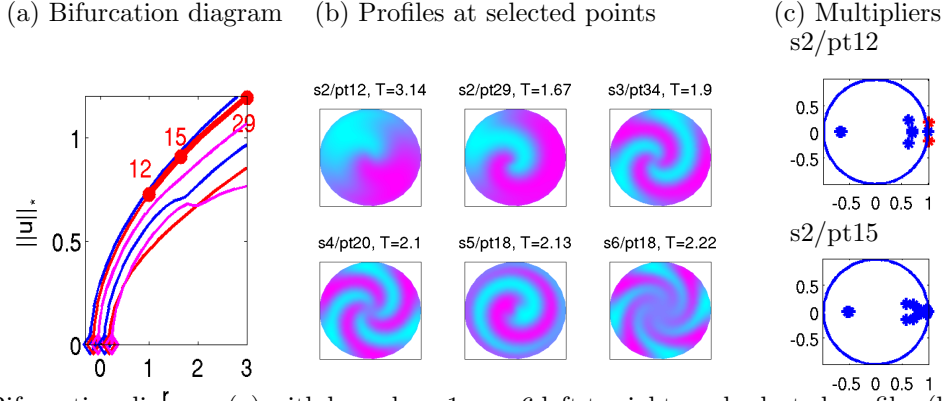 (a) Bifurcation diagram
(b) Profiles at selected points
(c) Multipliers
s2/pt12
s2/pt12, T=3.14
s2/pt29, T=1.67
s3/pt34, T=1.9
s4/pt20, T=2.1
s5/pt18, T=2.13
s6/pt18, T=2.22
12
15
29
||u||*
1
0.5
0
0 1 2 3
r
0.5
0
-0.5
-0.5 0 0.5 1
s2/pt15
0.5
0
-0.5
-0.5 0 0.5 1